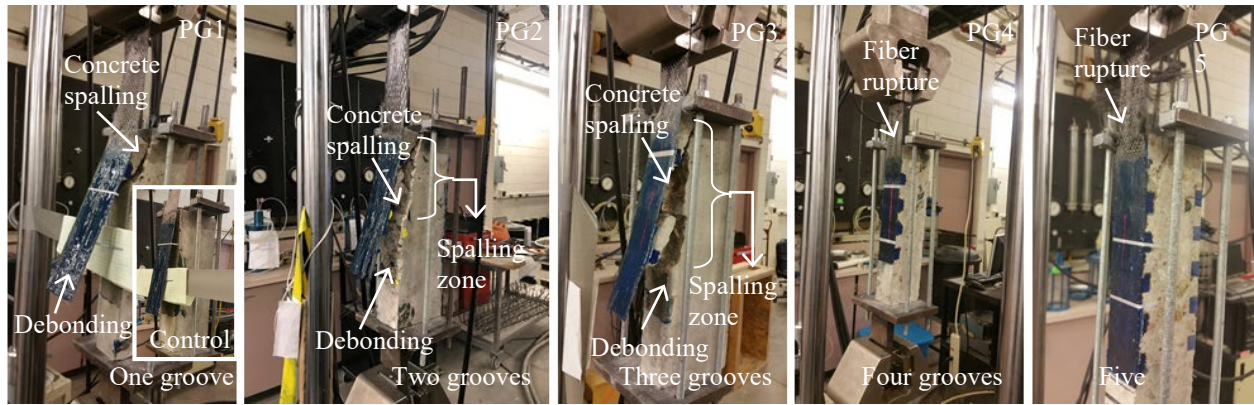 PG1
Concrete
spalling
Debonding
Control
One groove
PG2
Concrete
spalling
Spalling
zone
Debonding
Two grooves
PG3
Concrete
spalling
Spalling
zone
Debonding
Three grooves
PG4
Fiber
rupture
Four grooves
PG
5
Fiber
rupture
Five